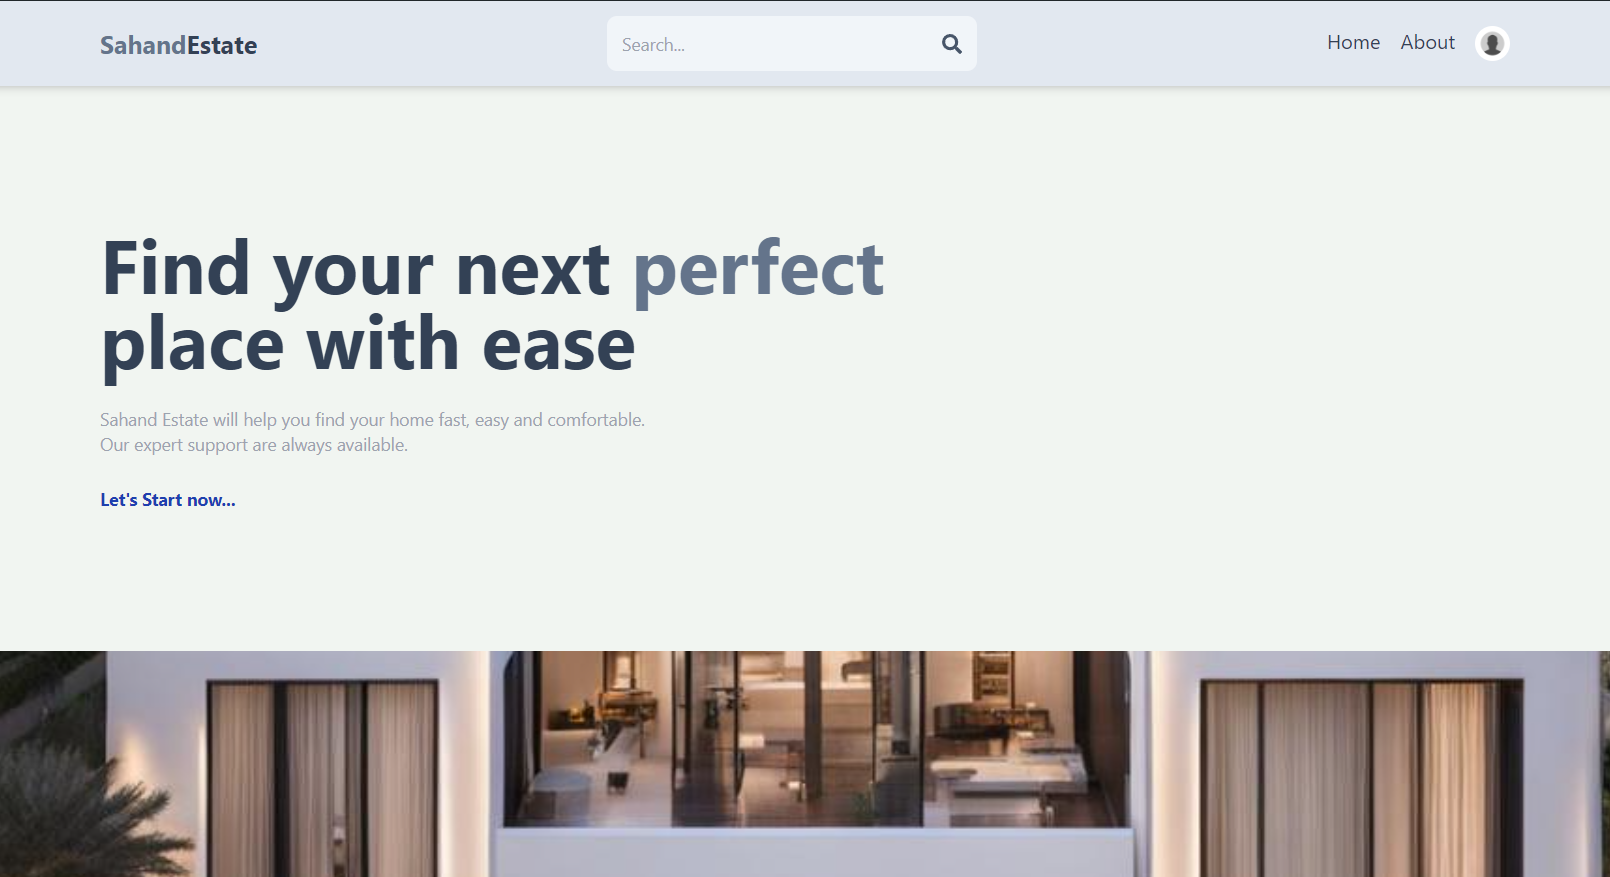 SahandEstate
Search...
Home
About
Find your next perfect
place with ease
Sahand Estate will help you find your home fast, easy and comfortable.
Our expert support are always available.
Let's Start now...